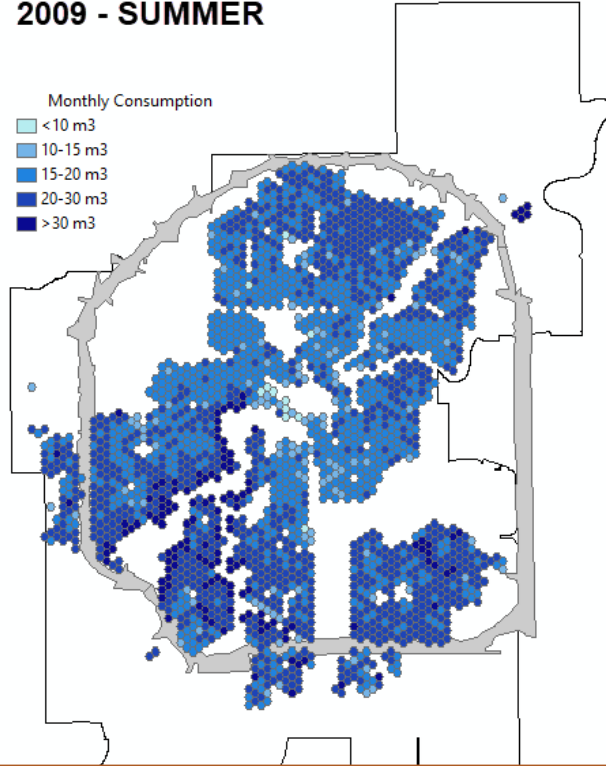 2009 - SUMMER
Monthly Consumption
<10 m3
10-15 m3
15-20 m3
20-30 m3
>30 m3